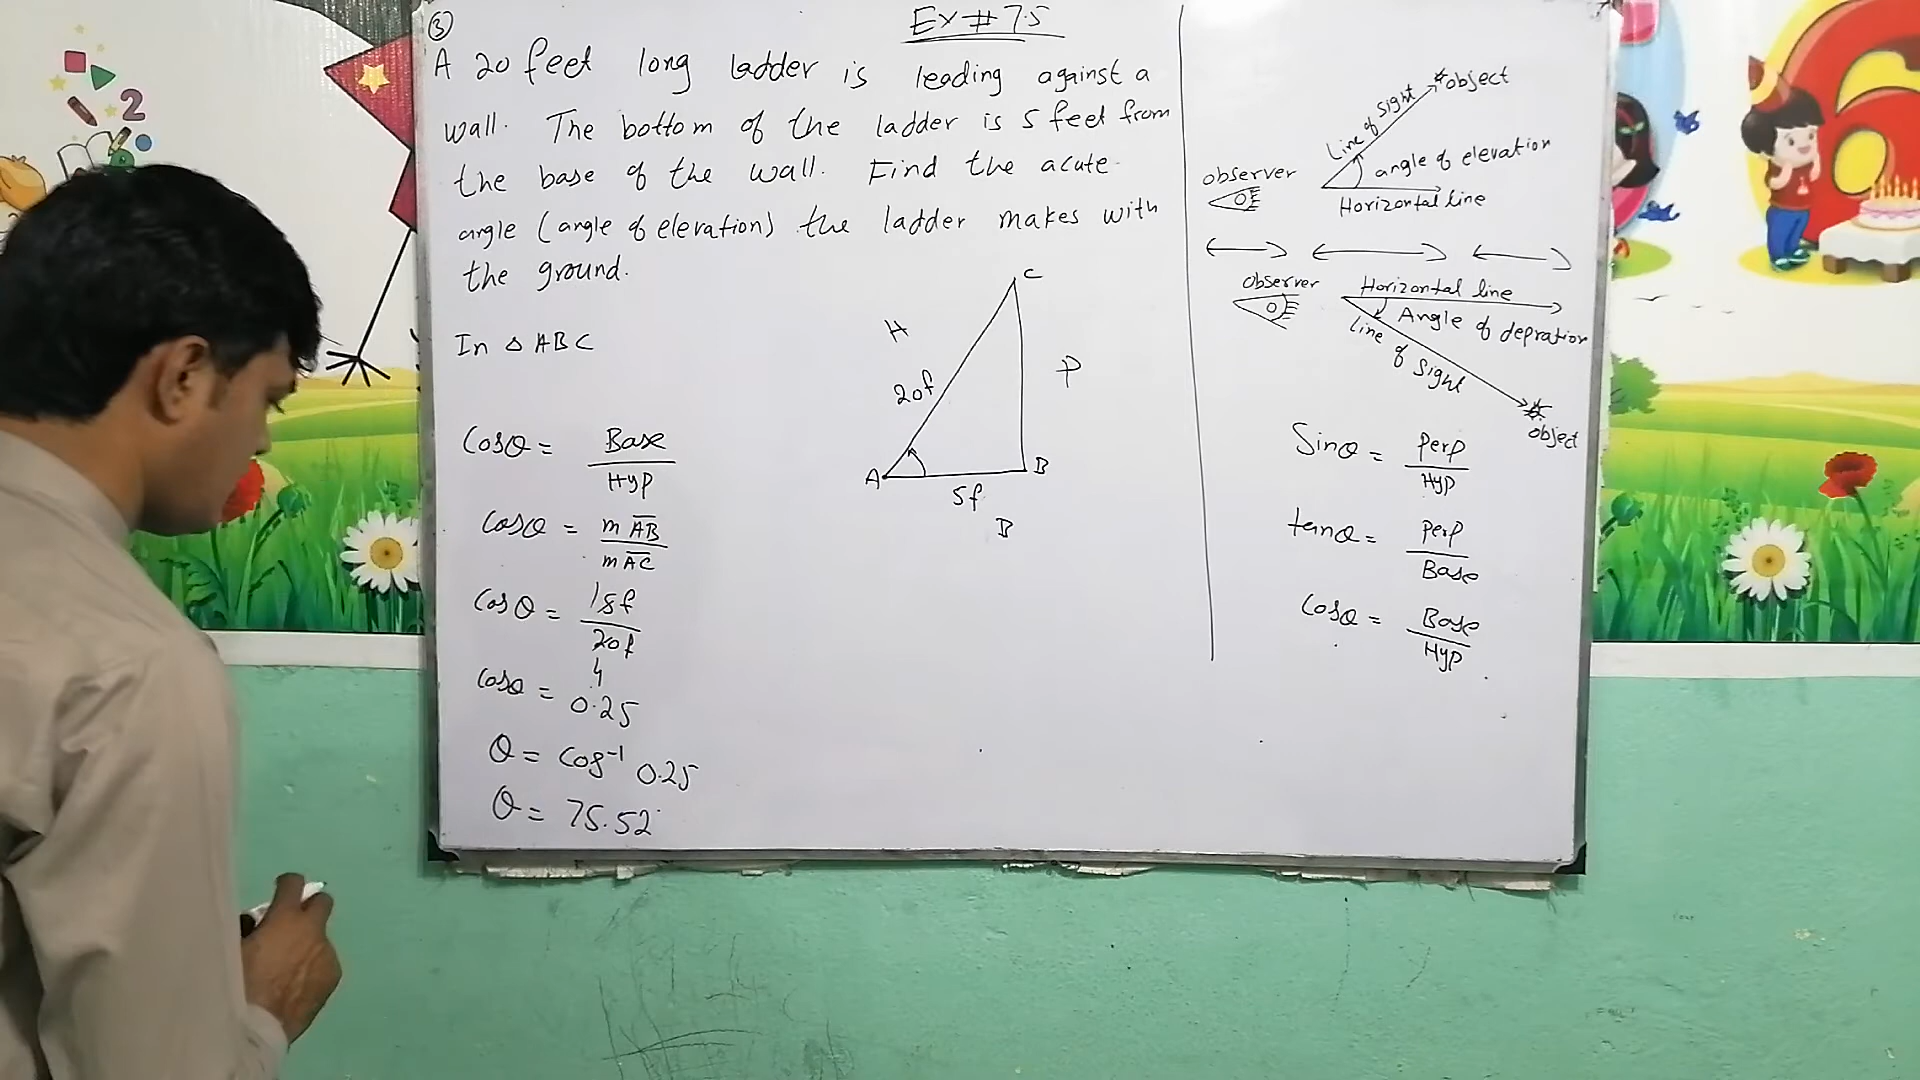 ③
Ex # 7.5
A 20 feet long ladder is leading against a
wall. The bottom of the ladder is 5 feet from
the base of the wall. Find the acute
angle (angle of elevation) the ladder makes with
the ground.
In △ ABC
Cosθ = Base
Hyp
Cosθ = mAB
mAC
Cosθ =
20f
4
Cosθ = 0.25
θ = Cos⁻¹ 0.25
θ = 75.52°
C
H
20f
P
A
B
5f
B
object
Line of Sight
angle of elevation
observer
Horizontal line
observer
Horizontal line
Angle of depration
line of Sight
object
Sinθ = Perp
Hyp
tanθ = Perp
Base
Cosθ = Base
Hyp
2
6